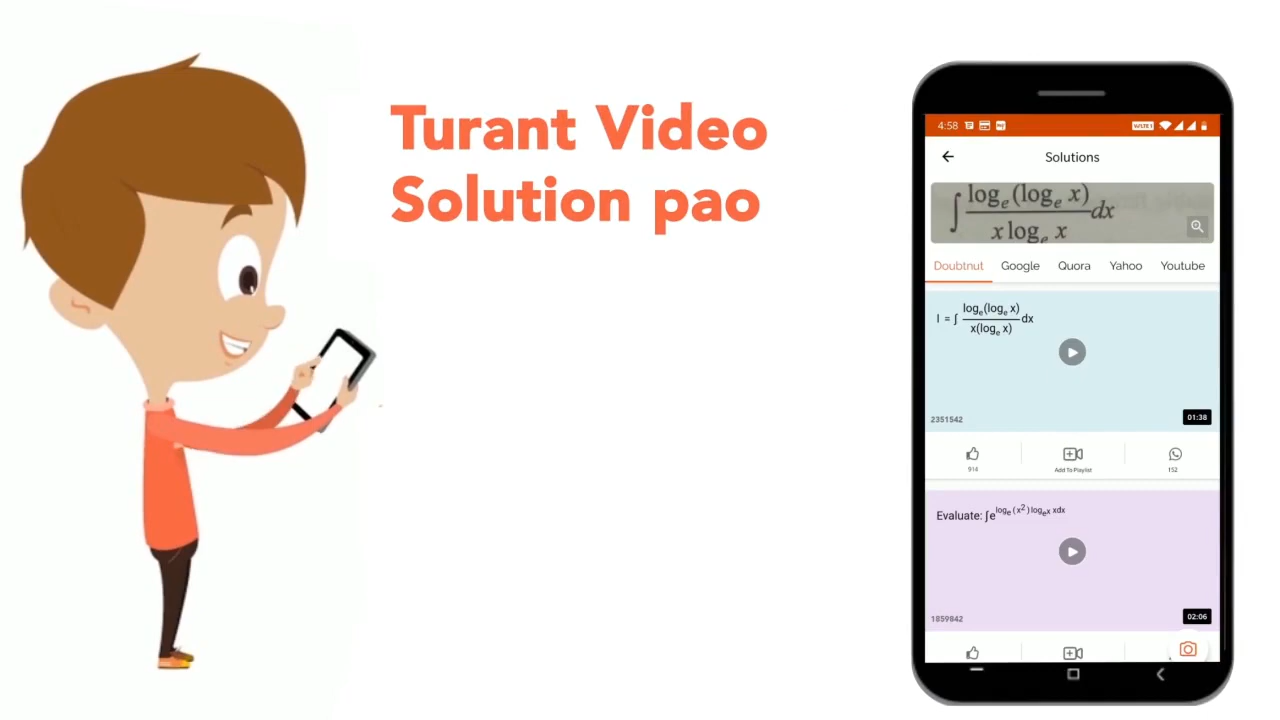 Turant Video
Solution pao
4:58
VoLTE1
Solutions
∫ logₑ(logₑ x) / x logₑ x dx
Doubtnut Google Quora Yahoo Youtube
I = ∫ logₑ(logₑ x) / x(logₑ x) dx
2351542
01:38
914 Add To Playlist 152
Evaluate: ∫e^logₑ(x²)logₑx xdx
1859842
02:06